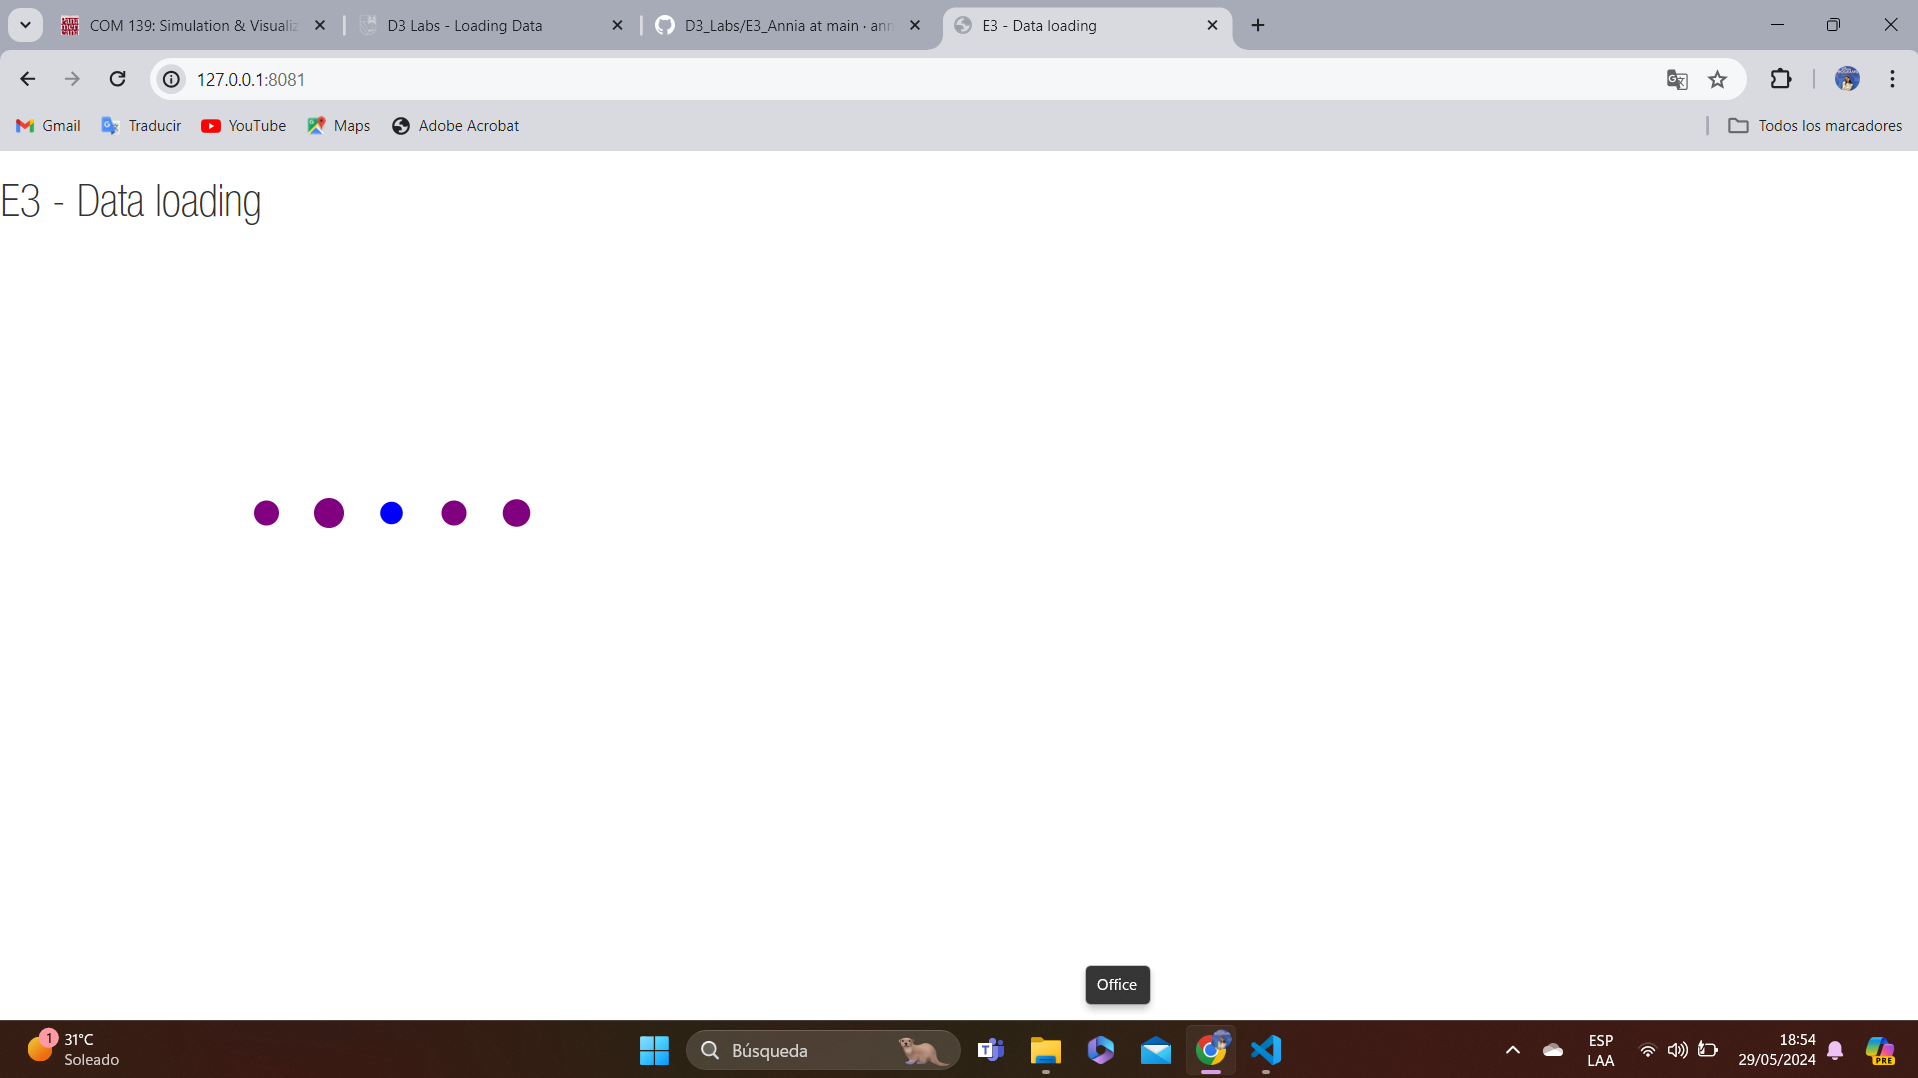 COM 139: Simulation & Visualiz
D3 Labs - Loading Data
D3_Labs/E3_Annia at main · ann
E3 - Data loading
127.0.0.1:8081
Gmail
Traducir
YouTube
Maps
Adobe Acrobat
Todos los marcadores
E3 - Data loading
Office
1
31°C
Soleado
Búsqueda
ESP
LAA
18:54
29/05/2024
PRE